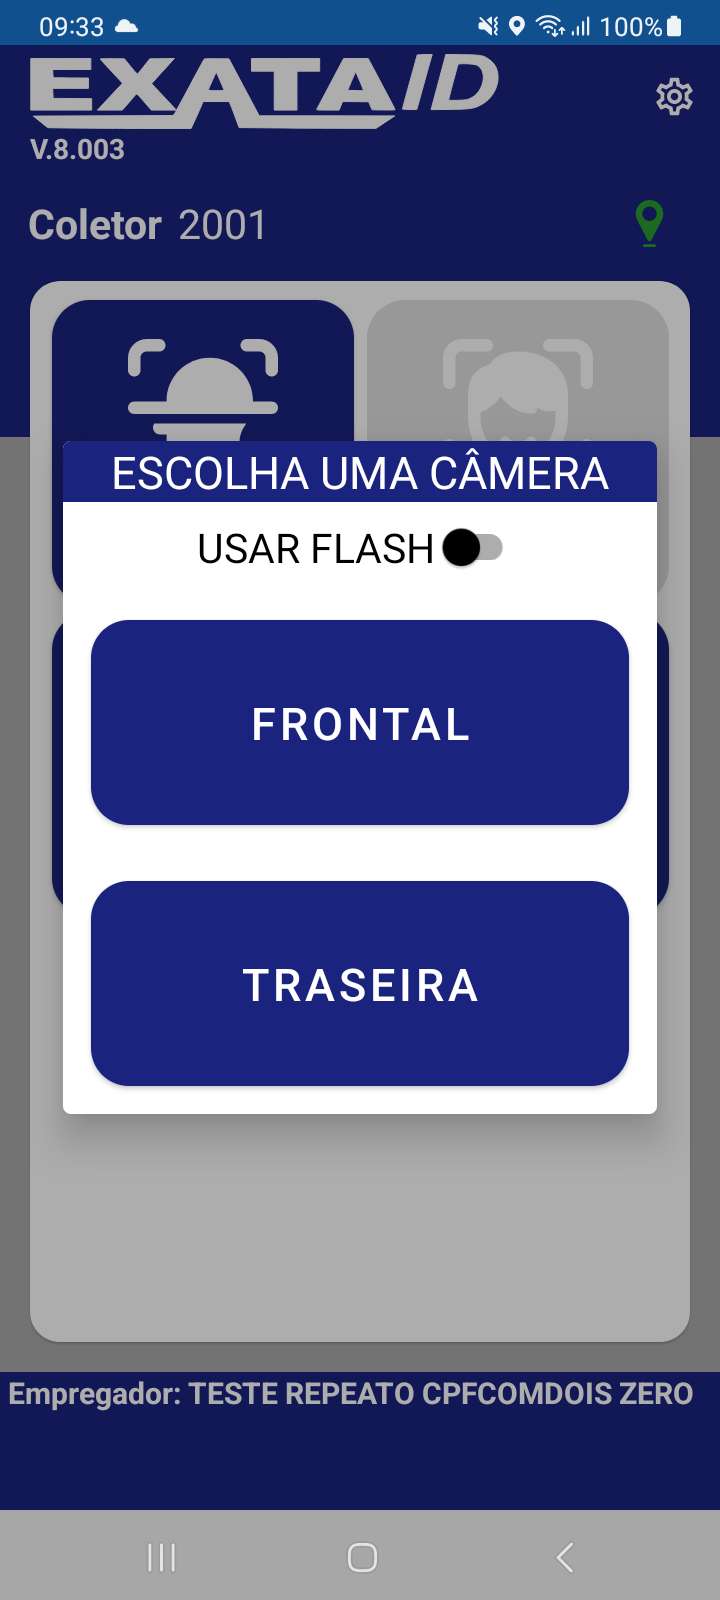 09:33
100%
EXATAID
V.8.003
Coletor 2001
ESCOLHA UMA CÂMERA
USAR FLASH
FRONTAL
TRASEIRA
Empregador: TESTE REPEATO CPFCOMDOIS ZERO